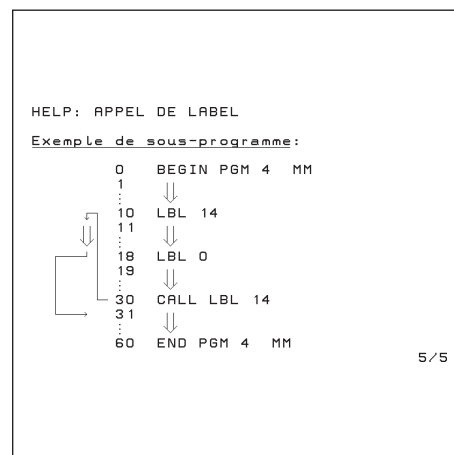 HELP: APPEL DE LABEL
Exemple de sous-programme:
0 BEGIN PGM 4 MM
1
10 LBL 14
11
18 LBL 0
19
30 CALL LBL 14
31
60 END PGM 4 MM
5/5